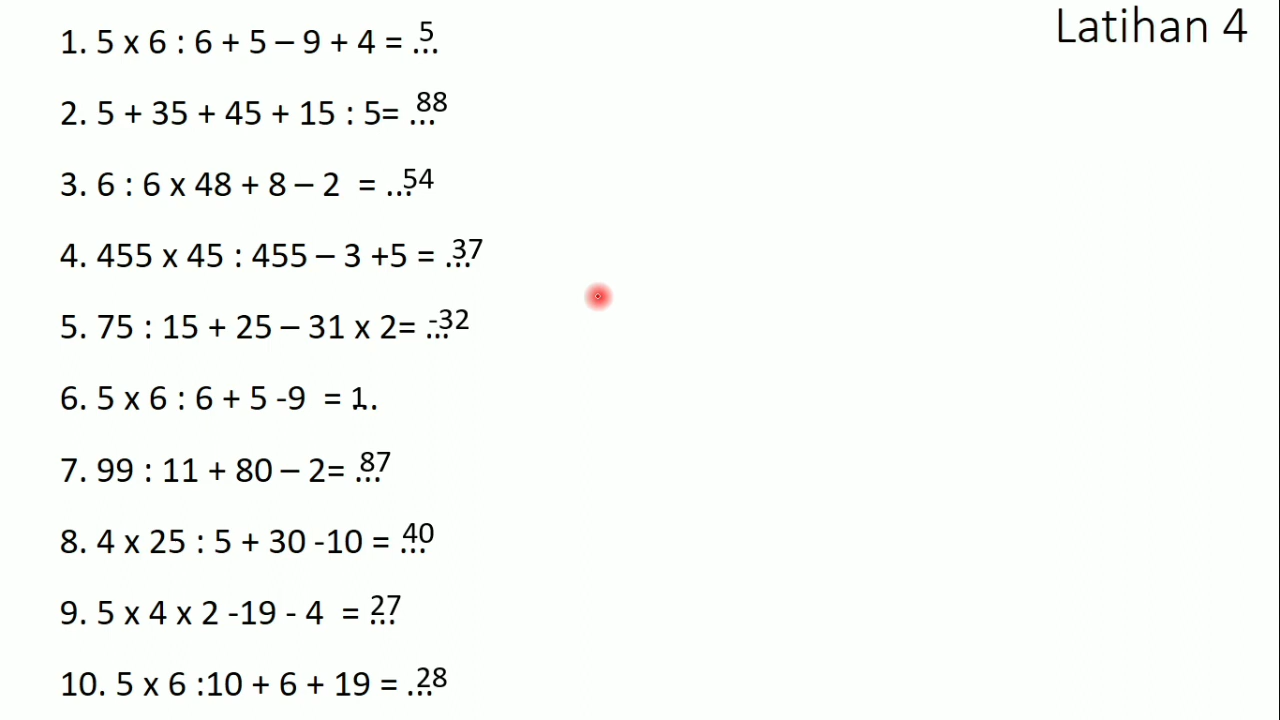 Latihan 4
1. 5 x 6 : 6 + 5 – 9 + 4 = ...5
2. 5 + 35 + 45 + 15 : 5= ...88
3. 6 : 6 x 48 + 8 – 2 = ...54
4. 455 x 45 : 455 – 3 +5 = ...37
5. 75 : 15 + 25 – 31 x 2= ...-32
6. 5 x 6 : 6 + 5 -9 = 1...
7. 99 : 11 + 80 – 2= ...87
8. 4 x 25 : 5 + 30 -10 = ...40
9. 5 x 4 x 2 -19 - 4 = ...27
10. 5 x 6 :10 + 6 + 19 = ...28